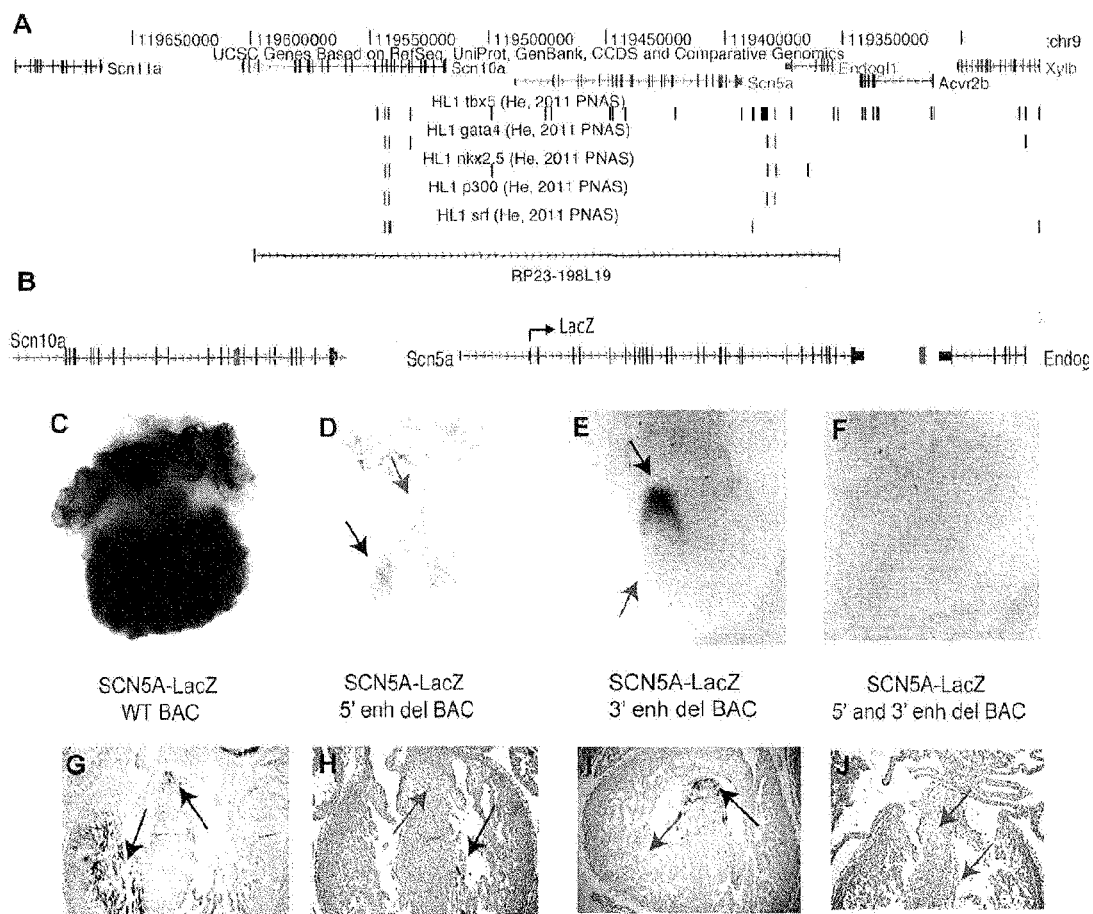 A
|119650000 |119600000 |119550000 |119500000 |119450000 |119400000 |119350000 | :chr9
UCSC Genes Based on RefSeq, UniProt, GenBank, CCDS and Comparative Genomics
Scn11a Scn10a Scn5a Endogl1 Acvr2b Xylb
HL1 tbx5 (He, 2011 PNAS)
HL1 gata4 (He, 2011 PNAS)
HL1 nkx2.5 (He, 2011 PNAS)
HL1 p300 (He, 2011 PNAS)
HL1 srf (He, 2011 PNAS)
RP23-198L19
B
LacZ
Scn10a Scn5a Endog
C D E F
SCN5A-LacZ WT BAC
SCN5A-LacZ 5' enh del BAC
SCN5A-LacZ 3' enh del BAC
SCN5A-LacZ 5' and 3' enh del BAC
G H I J